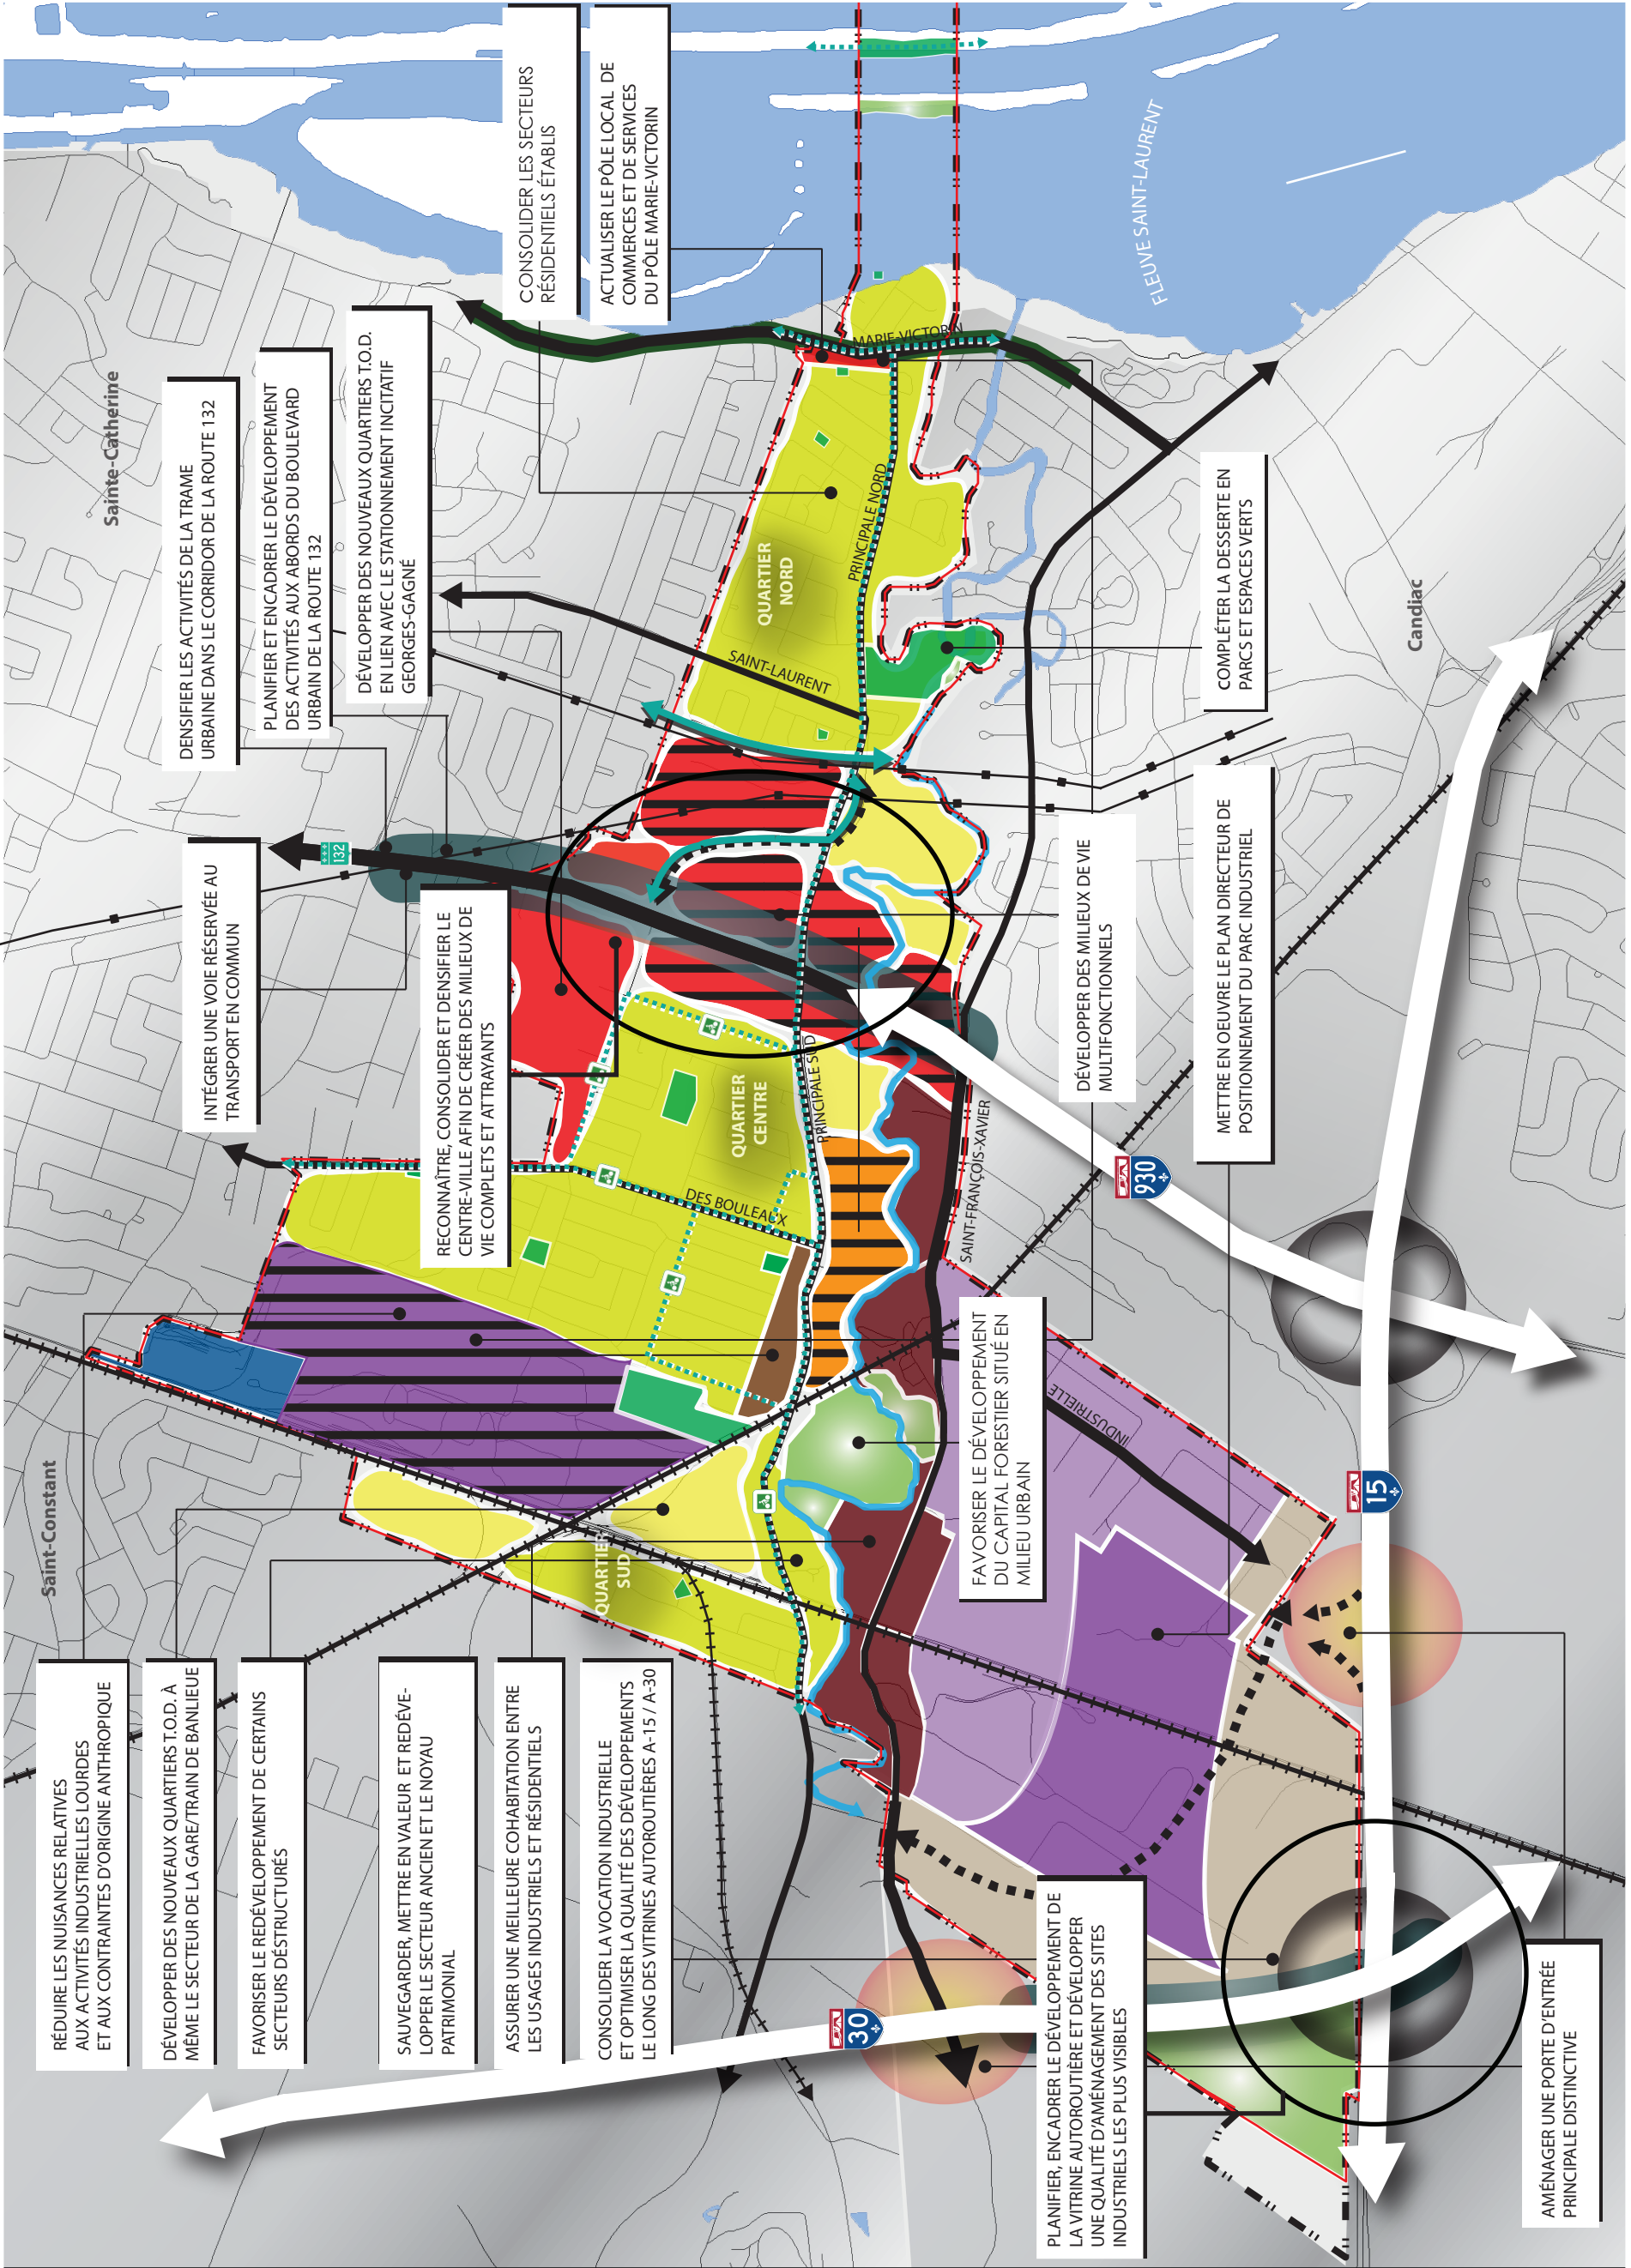 Saint-Constant
Sainte-Catherine
Candiac
FLEUVE SAINT-LAURENT
RÉDUIRE LES NUISANCES RELATIVES
AUX ACTIVITÉS INDUSTRIELLES LOURDES
ET AUX CONTRAINTES D'ORIGINE ANTHROPIQUE
DÉVELOPPER DES NOUVEAUX QUARTIERS T.O.D. À
MÊME LE SECTEUR DE LA GARE/TRAIN DE BANLIEUE
FAVORISER LE REDÉVELOPPEMENT DE CERTAINS
SECTEURS DÉSTRUCTURÉS
SAUVEGARDER, METTRE EN VALEUR ET REDÉVE-
LOPPER LE SECTEUR ANCIEN ET LE NOYAU
PATRIMONIAL
ASSURER UNE MEILLEURE COHABITATION ENTRE
LES USAGES INDUSTRIELS ET RÉSIDENTIELS
CONSOLIDER LA VOCATION INDUSTRIELLE
ET OPTIMISER LA QUALITÉ DES DÉVELOPPEMENTS
LE LONG DES VITRINES AUTOROUTIÈRES A-15 / A-30
INTÉGRER UNE VOIE RÉSERVÉE AU
TRANSPORT EN COMMUN
DENSIFIER LES ACTIVITÉS DE LA TRAME
URBAINE DANS LE CORRIDOR DE LA ROUTE 132
PLANIFIER ET ENCADRER LE DÉVELOPPEMENT
DES ACTIVITÉS AUX ABORDS DU BOULEVARD
URBAIN DE LA ROUTE 132
DÉVELOPPER DES NOUVEAUX QUARTIERS T.O.D.
EN LIEN AVEC LE STATIONNEMENT INCITATIF
GEORGES-GAGNÉ
CONSOLIDER LES SECTEURS
RÉSIDENTIELS ÉTABLIS
ACTUALISER LE PÔLE LOCAL DE
COMMERCES ET DE SERVICES
DU PÔLE MARIE-VICTORIN
RECONNAÎTRE, CONSOLIDER ET DENSIFIER LE
CENTRE-VILLE AFIN DE CRÉER DES MILIEUX DE
VIE COMPLETS ET ATTRAYANTS
132
QUARTIER
SUD
QUARTIER
CENTRE
QUARTIER
NORD
DES BOULEAUX
PRINCIPALE SUD
SAINT-LAURENT
PRINCIPALE NORD
MARIE-VICTORIN
SAINT-FRANÇOIS-XAVIER
INDUSTRIELLE
FAVORISER LE DÉVELOPPEMENT
DU CAPITAL FORESTIER SITUÉ EN
MILIEU URBAIN
DÉVELOPPER DES MILIEUX DE VIE
MULTIFONCTIONNELS
COMPLÉTER LA DESSERTE EN
PARCS ET ESPACES VERTS
METTRE EN OEUVRE LE PLAN DIRECTEUR DE
POSITIONNEMENT DU PARC INDUSTRIEL
PLANIFIER, ENCADRER LE DÉVELOPPEMENT DE
LA VITRINE AUTOROUTIÈRE ET DÉVELOPPER
UNE QUALITÉ D'AMÉNAGEMENT DES SITES
INDUSTRIELS LES PLUS VISIBLES
AMÉNAGER UNE PORTE D'ENTRÉE
PRINCIPALE DISTINCTIVE
30
15
930